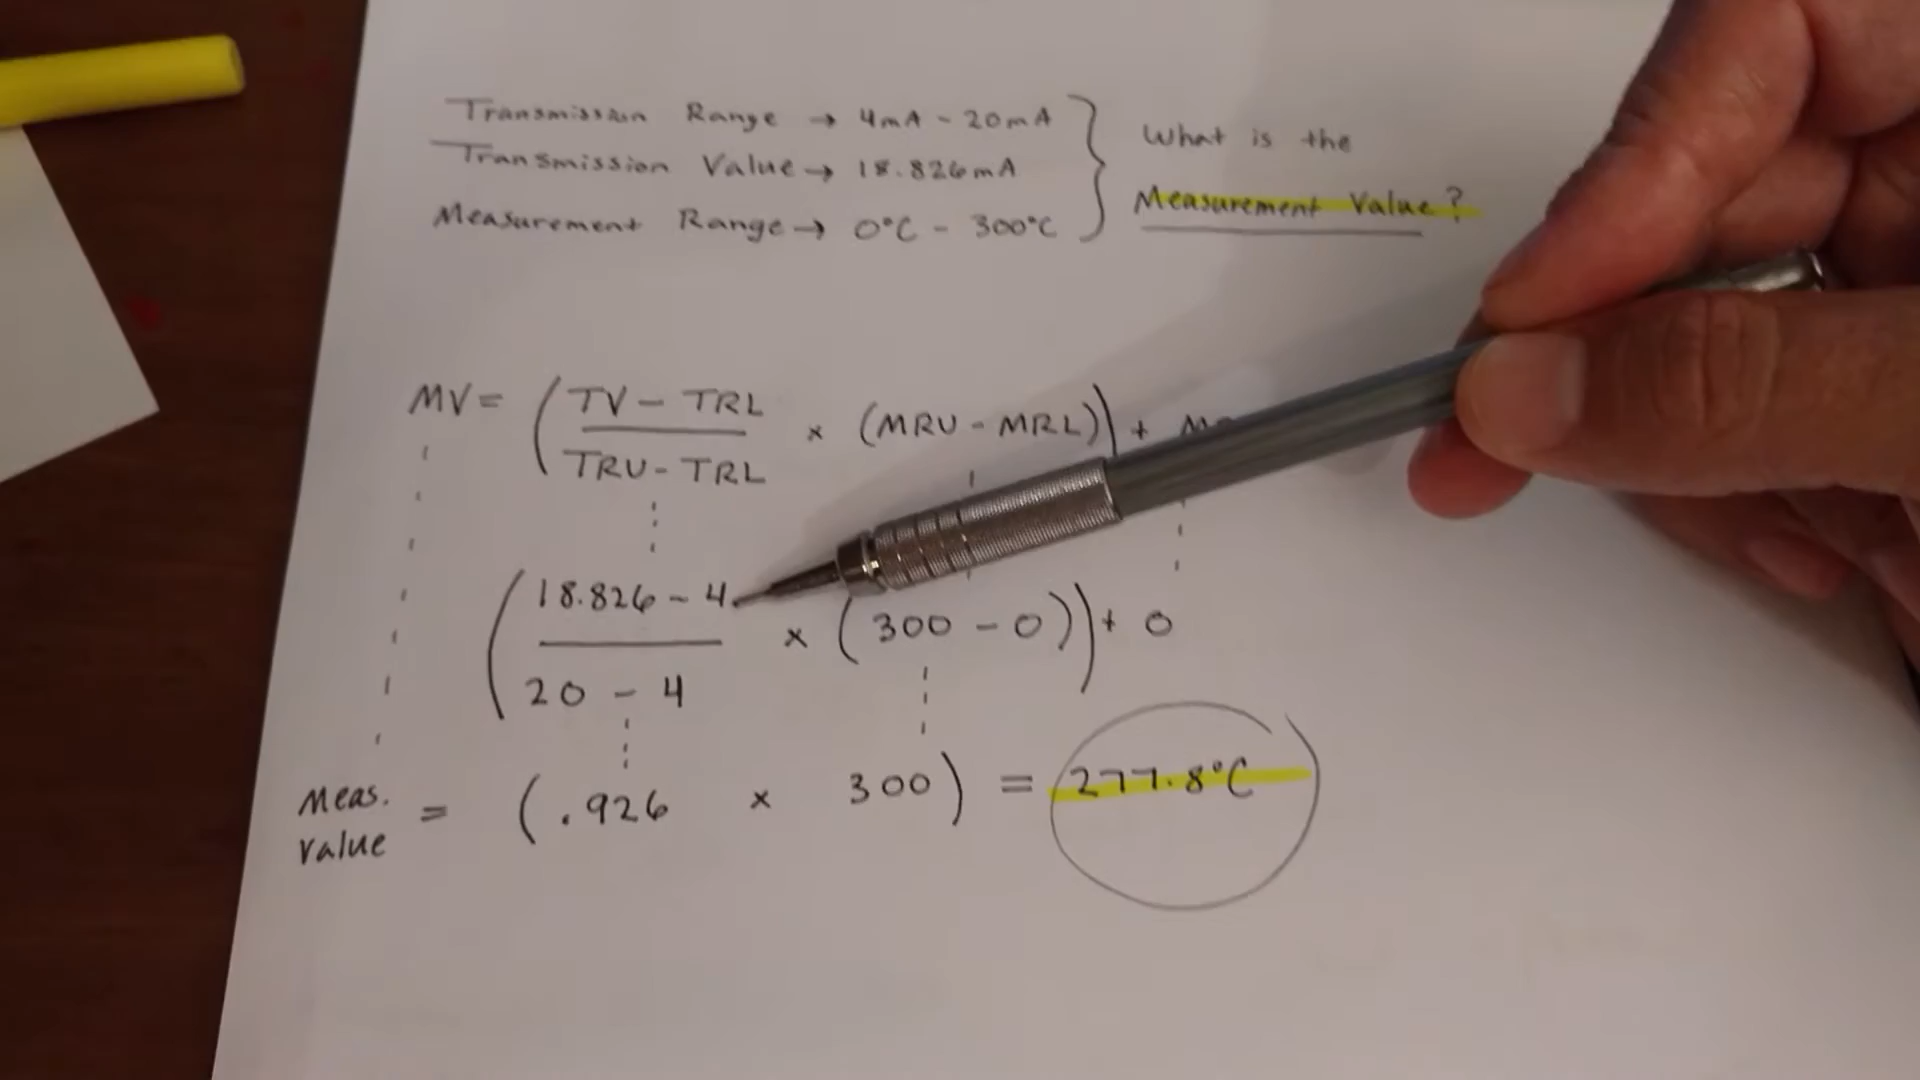 Transmission Range → 4mA - 20mA
Transmission Value → 18.826mA
Measurement Range → 0°C - 300°C
What is the
Measurement Value?
MV = (TV - TRL
TRU - TRL
× (MRU - MRL)) +
(18.826 - 4
20 - 4
× (300 - 0)) + 0
Meas.
value
= (.926 × 300) = 277.8°C